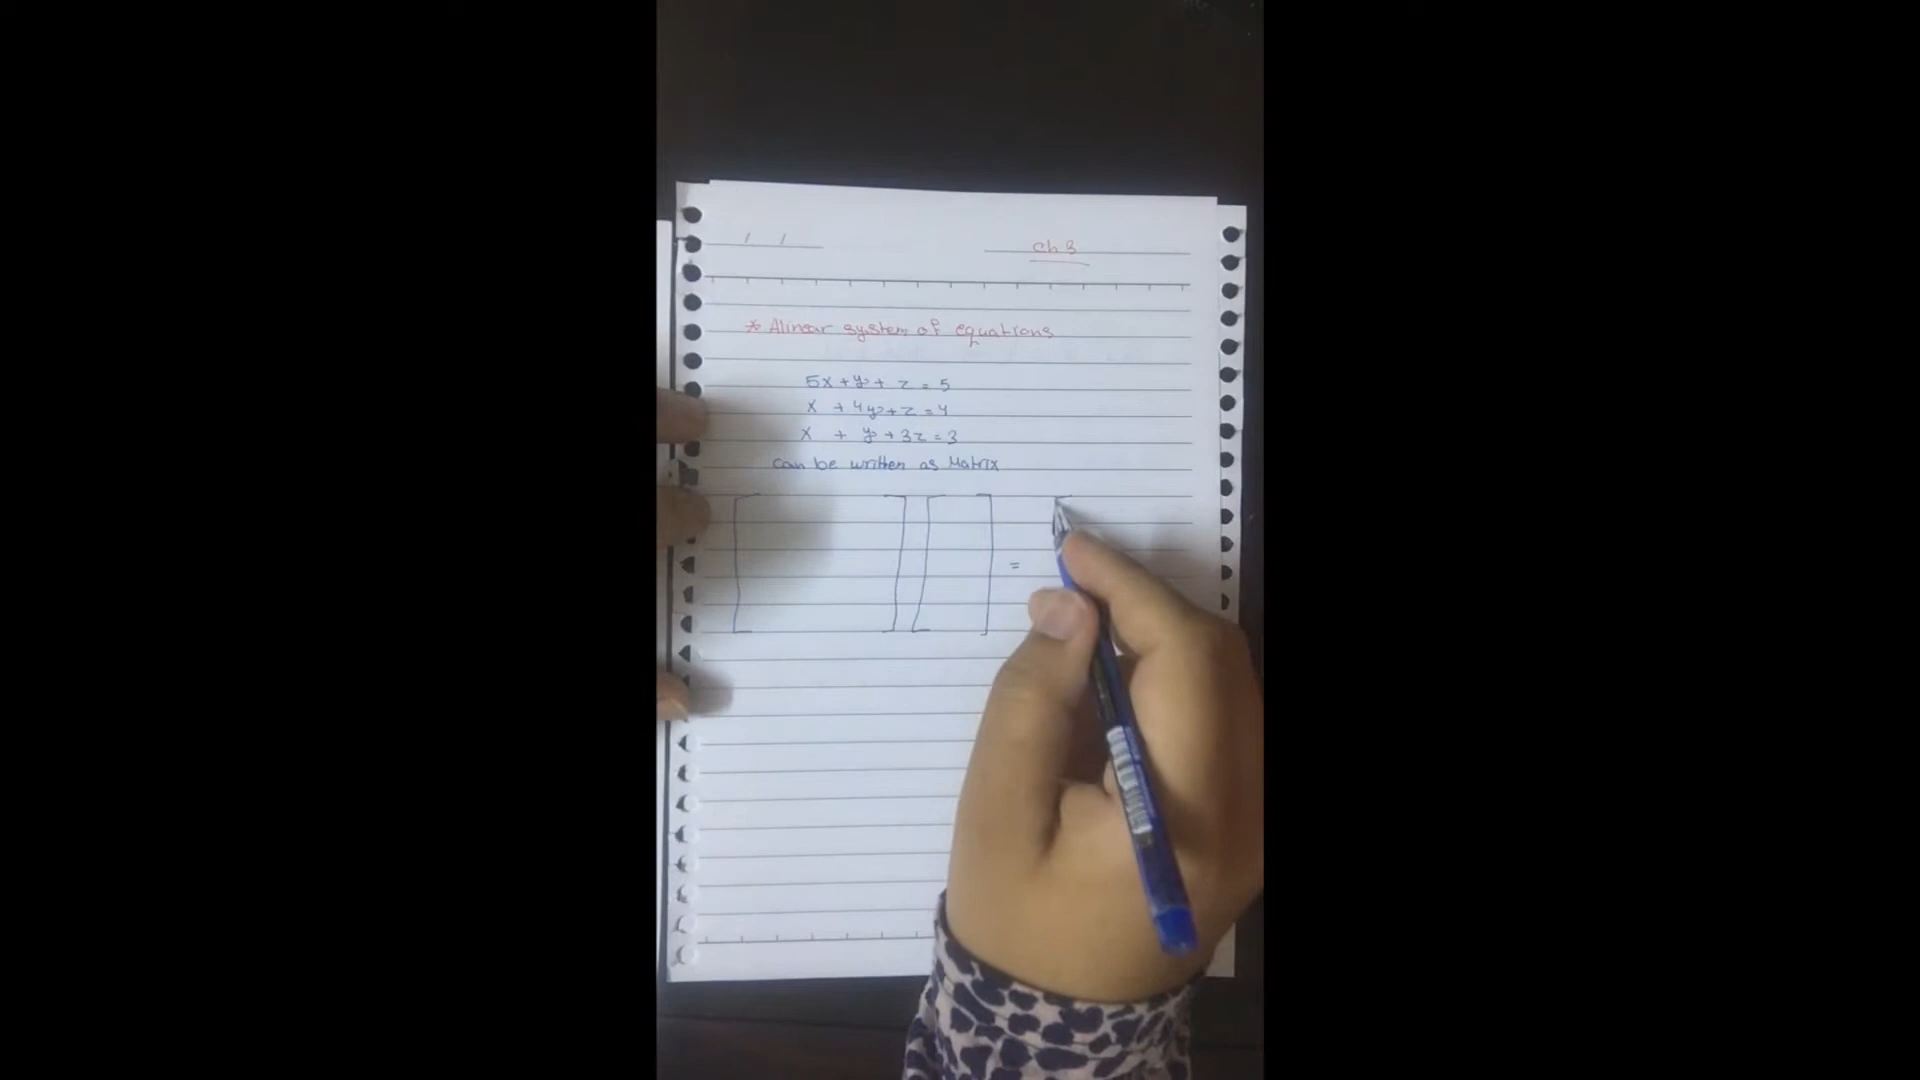 / /
Ch 3
* A linear system of equations
5x + y + z = 5
x + 4y + z = 4
x + y + 3z = 3
can be written as Matrix
=